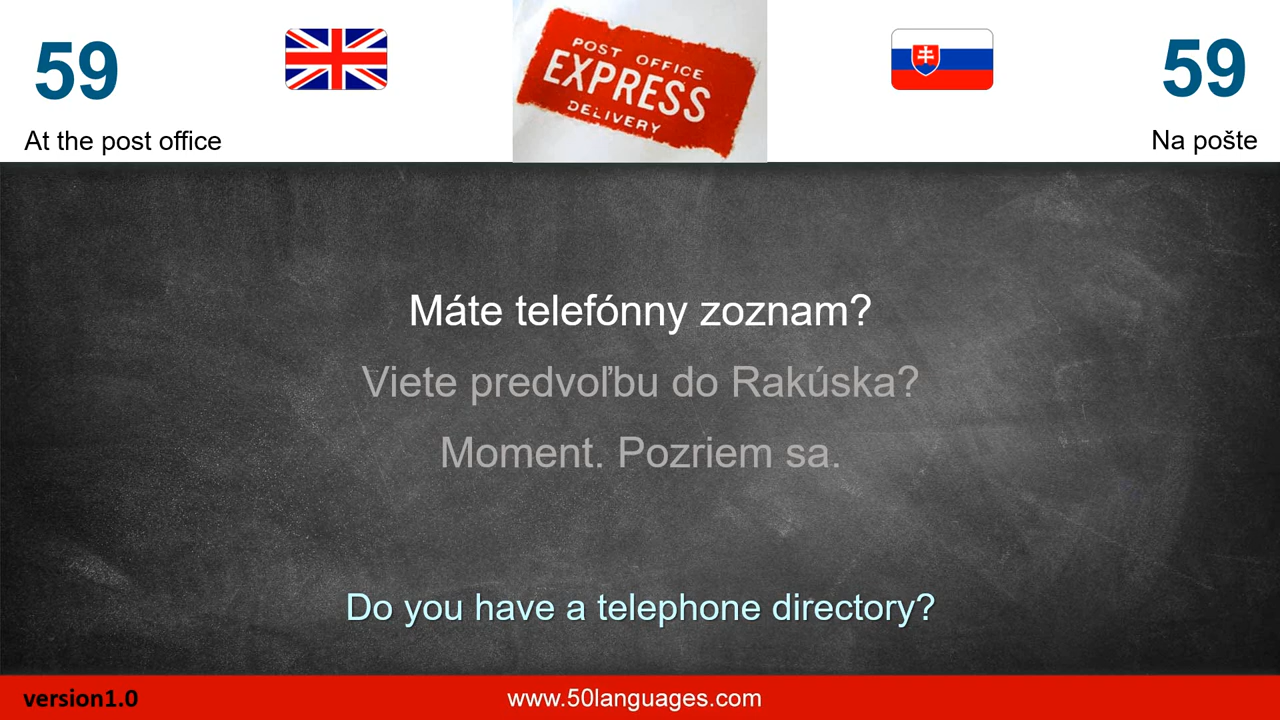 59
At the post office
POST OFFICE
EXPRESS
DELIVERY
59
Na pošte
Máte telefónny zoznam?
Viete predvoľbu do Rakúska?
Moment. Pozriem sa.
Do you have a telephone directory?
version1.0
www.50languages.com